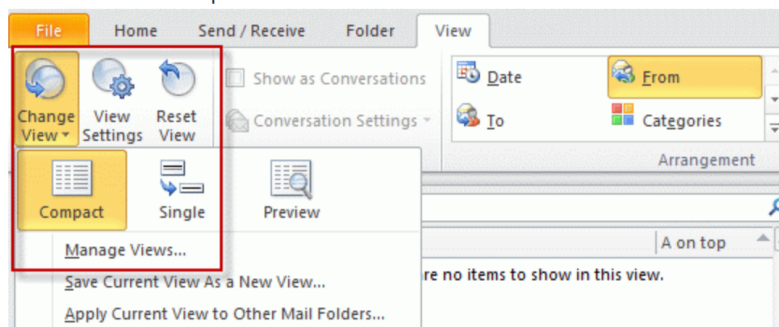 File Home Send / Receive Folder View
Show as Conversations Date From
Change View View Settings Reset View Conversation Settings To Categories
Arrangement
Compact Single Preview
Manage Views... A on top
Save Current View As a New View... re no items to show in this view.
Apply Current View to Other Mail Folders...